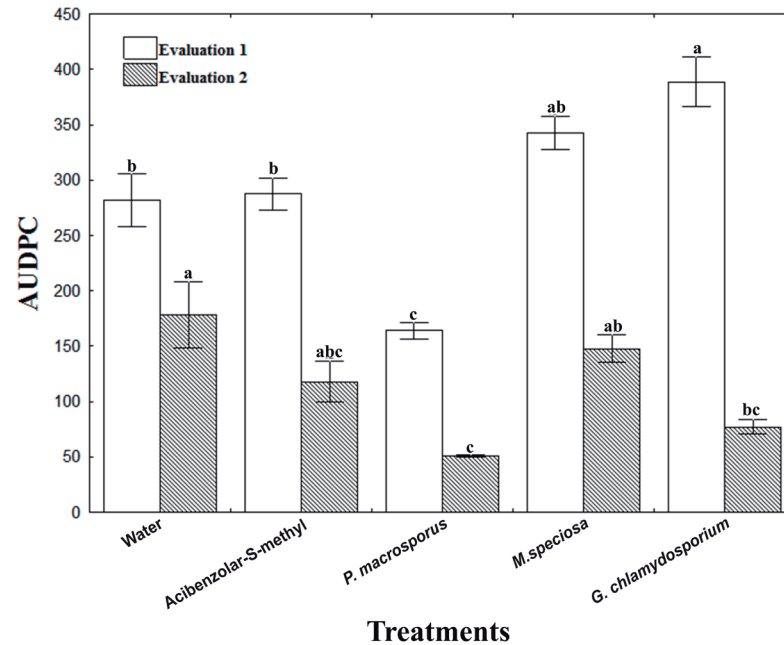 450
400
350
300
250
200
150
100
50
0
AUDPC
Evaluation 1
Evaluation 2
b
a
b
abc
c
c
ab
ab
a
bc
Water
Acibenzolar-S-methyl
P. macrosporus
M.speciosa
G. chlamydosporium
Treatments